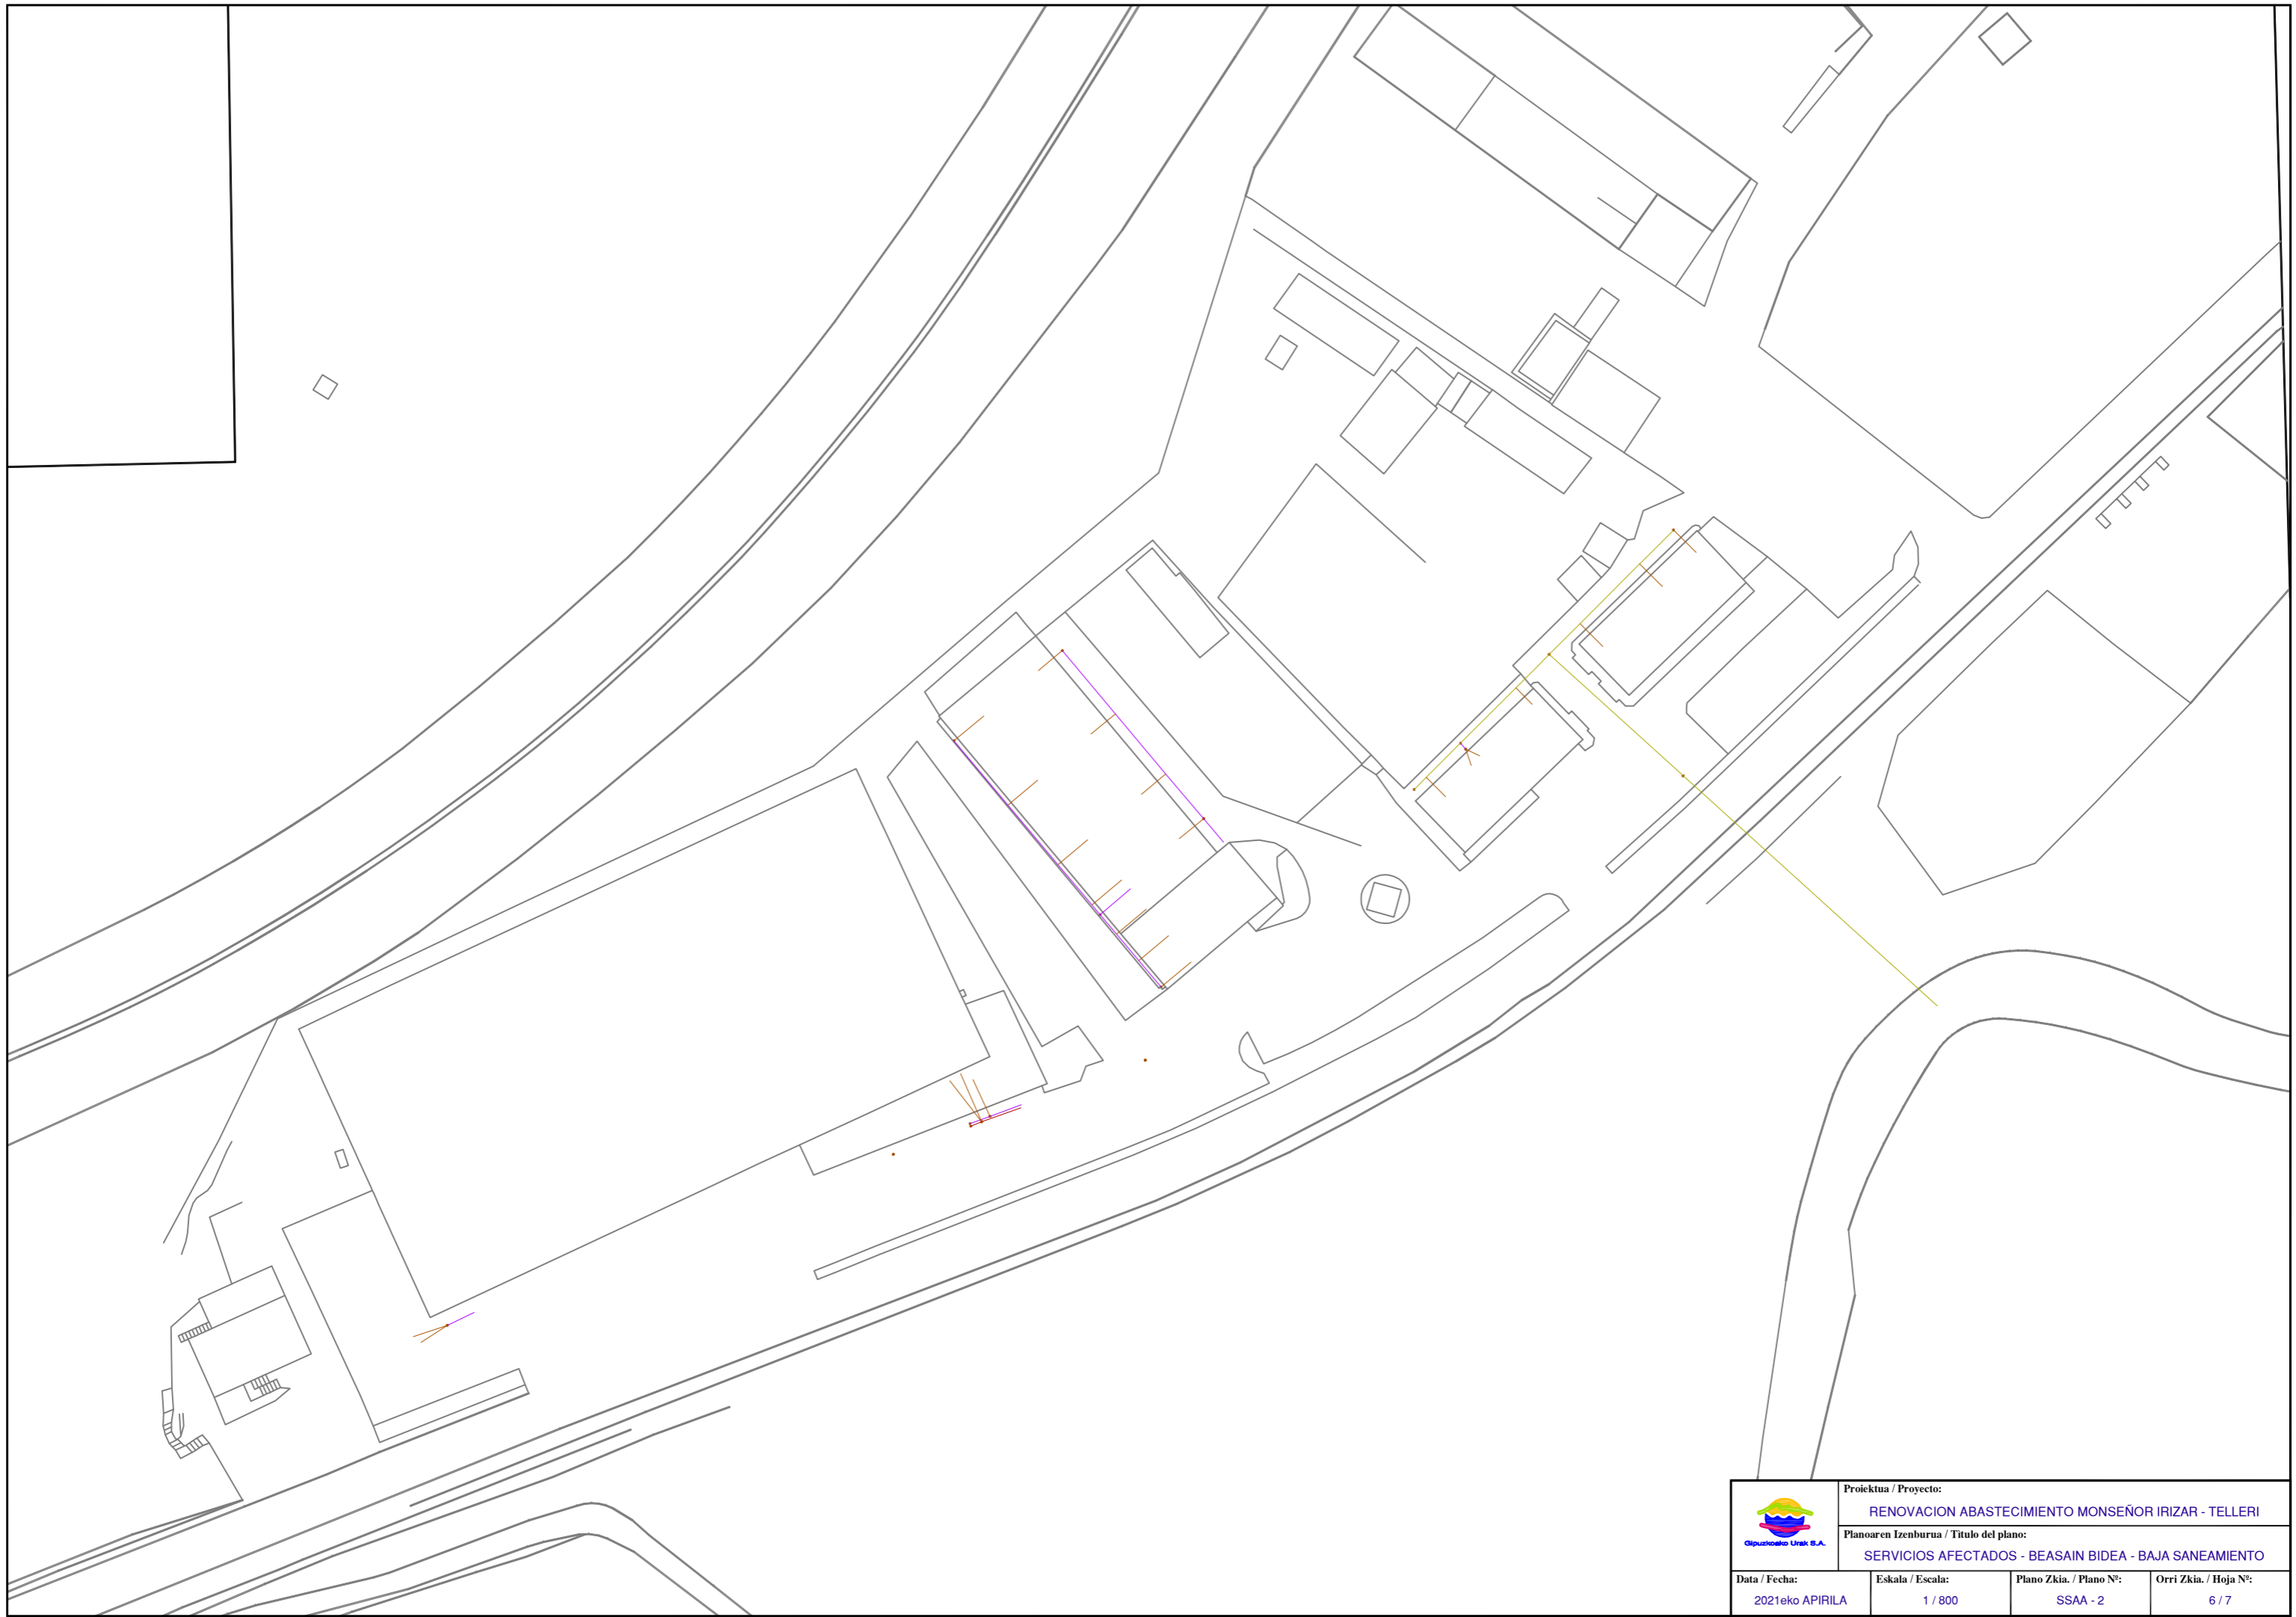 Proiektua / Proyecto:
RENOVACION ABASTECIMIENTO MONSEÑOR IRIZAR - TELLERI
Planoaren Izenburua / Titulo del plano:
SERVICIOS AFECTADOS - BEASAIN BIDEA - BAJA SANEAMIENTO
Gipuzkoako Urak S.A.
Data / Fecha:
2021eko APIRILA
Eskala / Escala:
1 / 800
Plano Zkia. / Plano Nº:
SSAA - 2
Orri Zkia. / Hoja Nº:
6 / 7